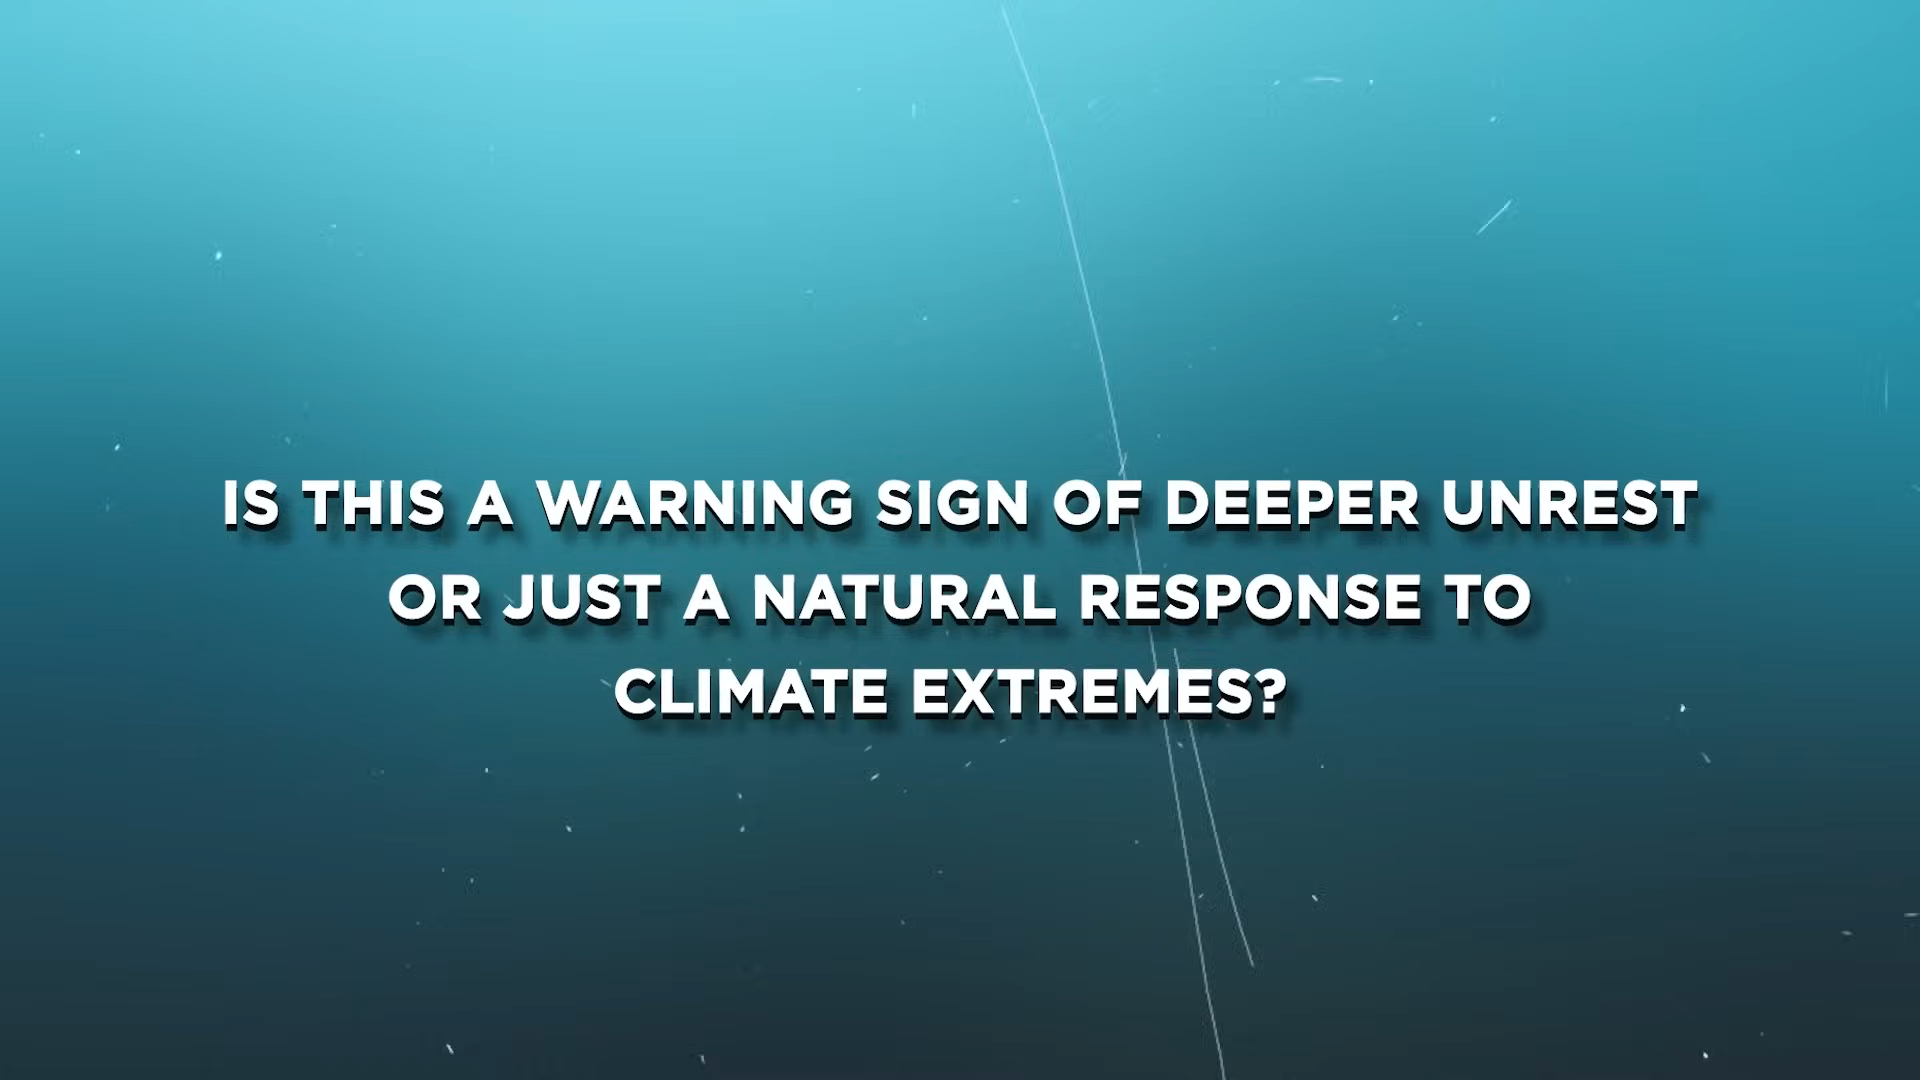 IS THIS A WARNING SIGN OF DEEPER UNREST
OR JUST A NATURAL RESPONSE TO
CLIMATE EXTREMES?